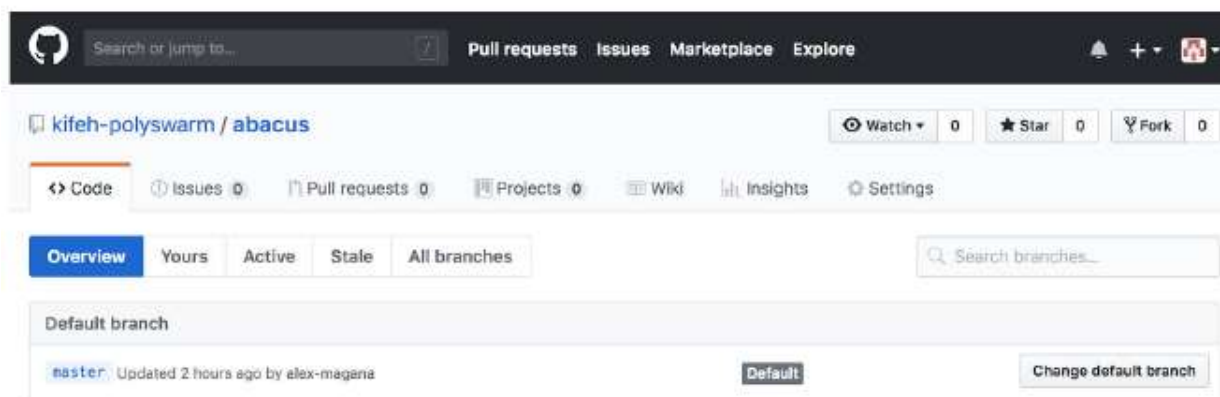 Search or jump to... / Pull requests Issues Marketplace Explore
kifeh-polyswarm / abacus Watch 0 Star 0 Fork 0
<> Code Issues 0 Pull requests 0 Projects 0 Wiki Insights Settings
Overview Yours Active Stale All branches Search branches...
Default branch
master Updated 2 hours ago by alex-magana Default Change default branch